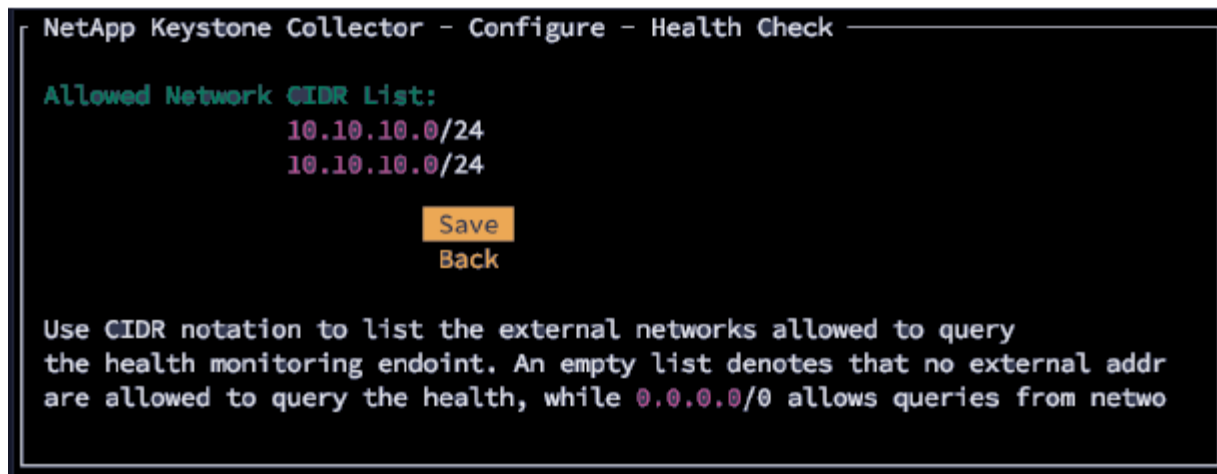 NetApp Keystone Collector - Configure - Health Check
Allowed Network CIDR List:
10.10.10.0/24
10.10.10.0/24
Save
Back
Use CIDR notation to list the external networks allowed to query
the health monitoring endoint. An empty list denotes that no external addr
are allowed to query the health, while 0.0.0.0/0 allows queries from netwo